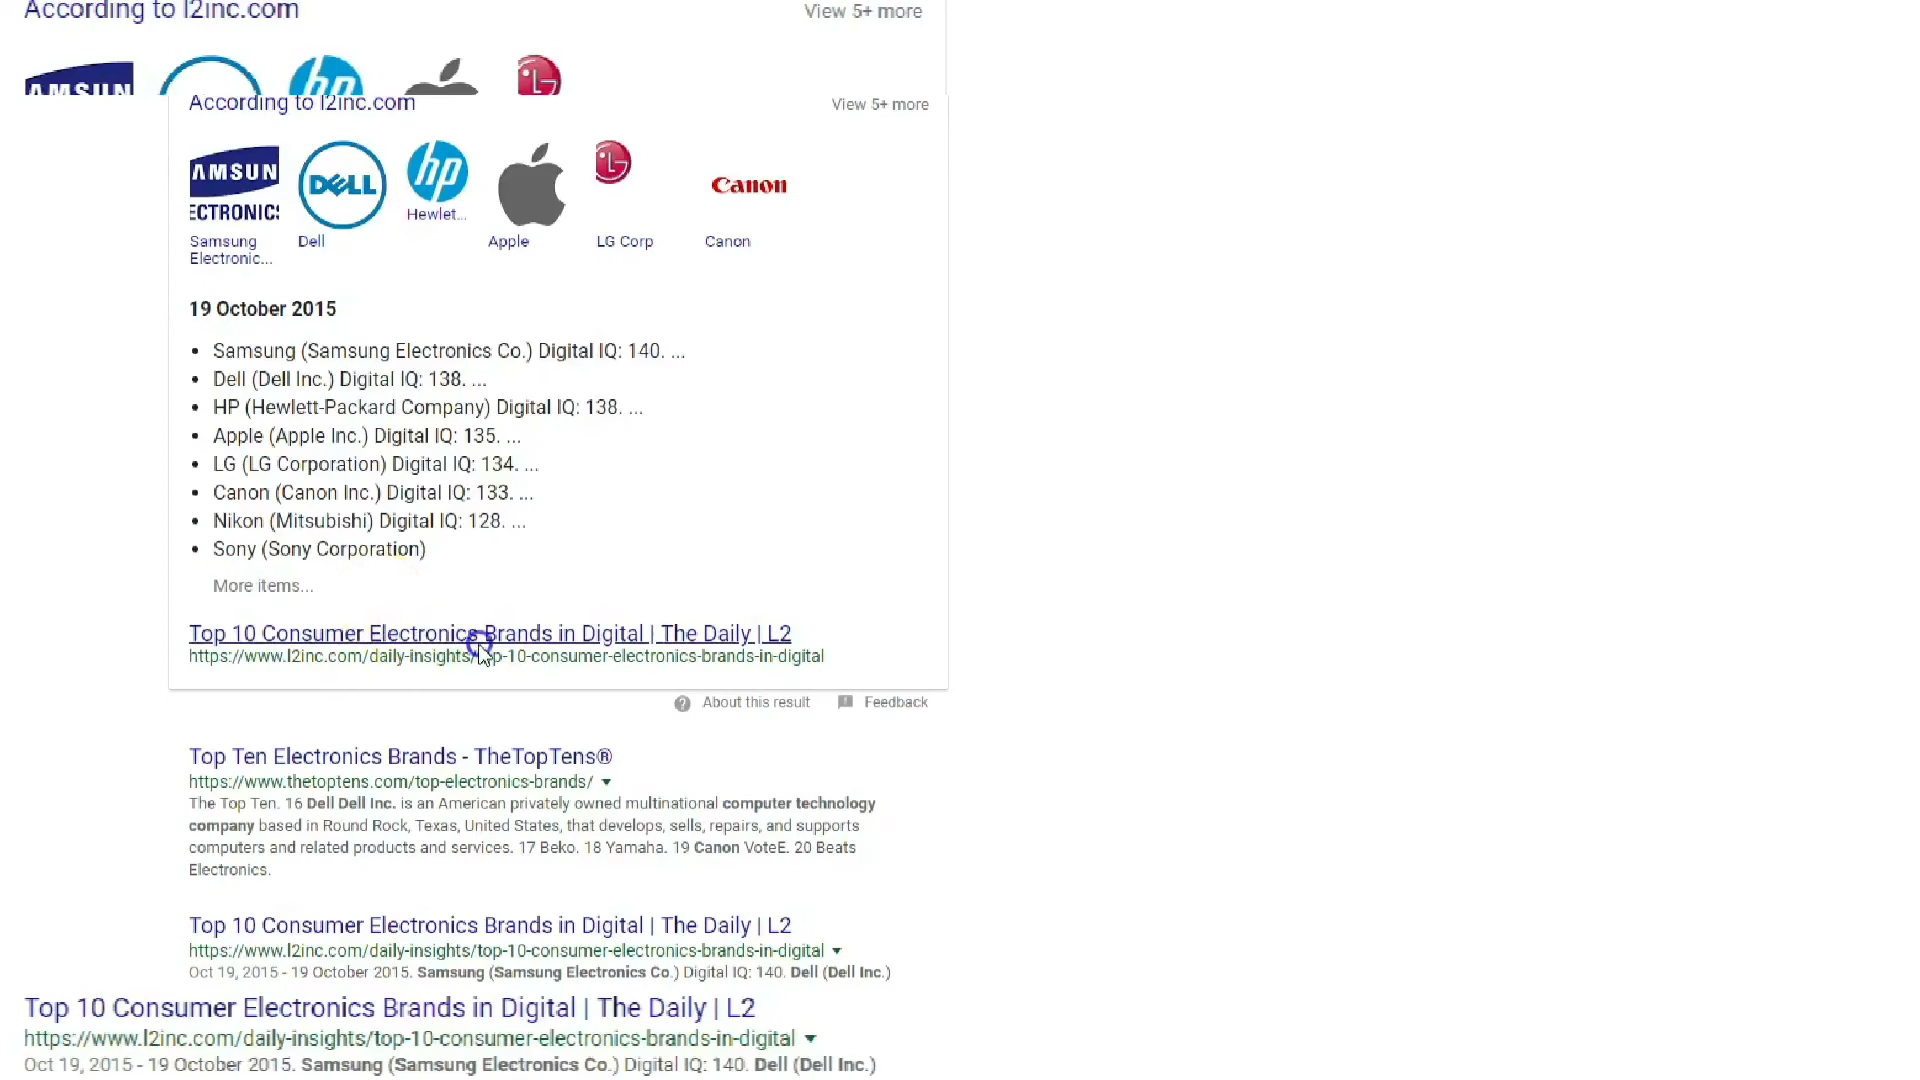 According to l2inc.com
View 5+ more
AMSUN
hp
L
According to l2inc.com
View 5+ more
AMSUN
ECTRONIC
DELL
hp
L
Canon
Hewlet...
Samsung
Electronic...
Dell
Apple
LG Corp
Canon
19 October 2015
• Samsung (Samsung Electronics Co.) Digital IQ: 140. ...
• Dell (Dell Inc.) Digital IQ: 138. ...
• HP (Hewlett-Packard Company) Digital IQ: 138. ...
• Apple (Apple Inc.) Digital IQ: 135. ...
• LG (LG Corporation) Digital IQ: 134. ...
• Canon (Canon Inc.) Digital IQ: 133. ...
• Nikon (Mitsubishi) Digital IQ: 128. ...
• Sony (Sony Corporation)
More items...
Top 10 Consumer Electronics Brands in Digital | The Daily | L2
https://www.l2inc.com/daily-insights/top-10-consumer-electronics-brands-in-digital
About this result
Feedback
Top Ten Electronics Brands - TheTopTens®
https://www.thetoptens.com/top-electronics-brands/
The Top Ten. 16 Dell Dell Inc. is an American privately owned multinational computer technology
company based in Round Rock, Texas, United States, that develops, sells, repairs, and supports
computers and related products and services. 17 Beko. 18 Yamaha. 19 Canon VoteE. 20 Beats
Electronics.
Top 10 Consumer Electronics Brands in Digital | The Daily | L2
https://www.l2inc.com/daily-insights/top-10-consumer-electronics-brands-in-digital
Oct 19, 2015 - 19 October 2015. Samsung (Samsung Electronics Co.) Digital IQ: 140. Dell (Dell Inc.)
Top 10 Consumer Electronics Brands in Digital | The Daily | L2
https://www.l2inc.com/daily-insights/top-10-consumer-electronics-brands-in-digital
Oct 19, 2015 - 19 October 2015. Samsung (Samsung Electronics Co.) Digital IQ: 140. Dell (Dell Inc.)